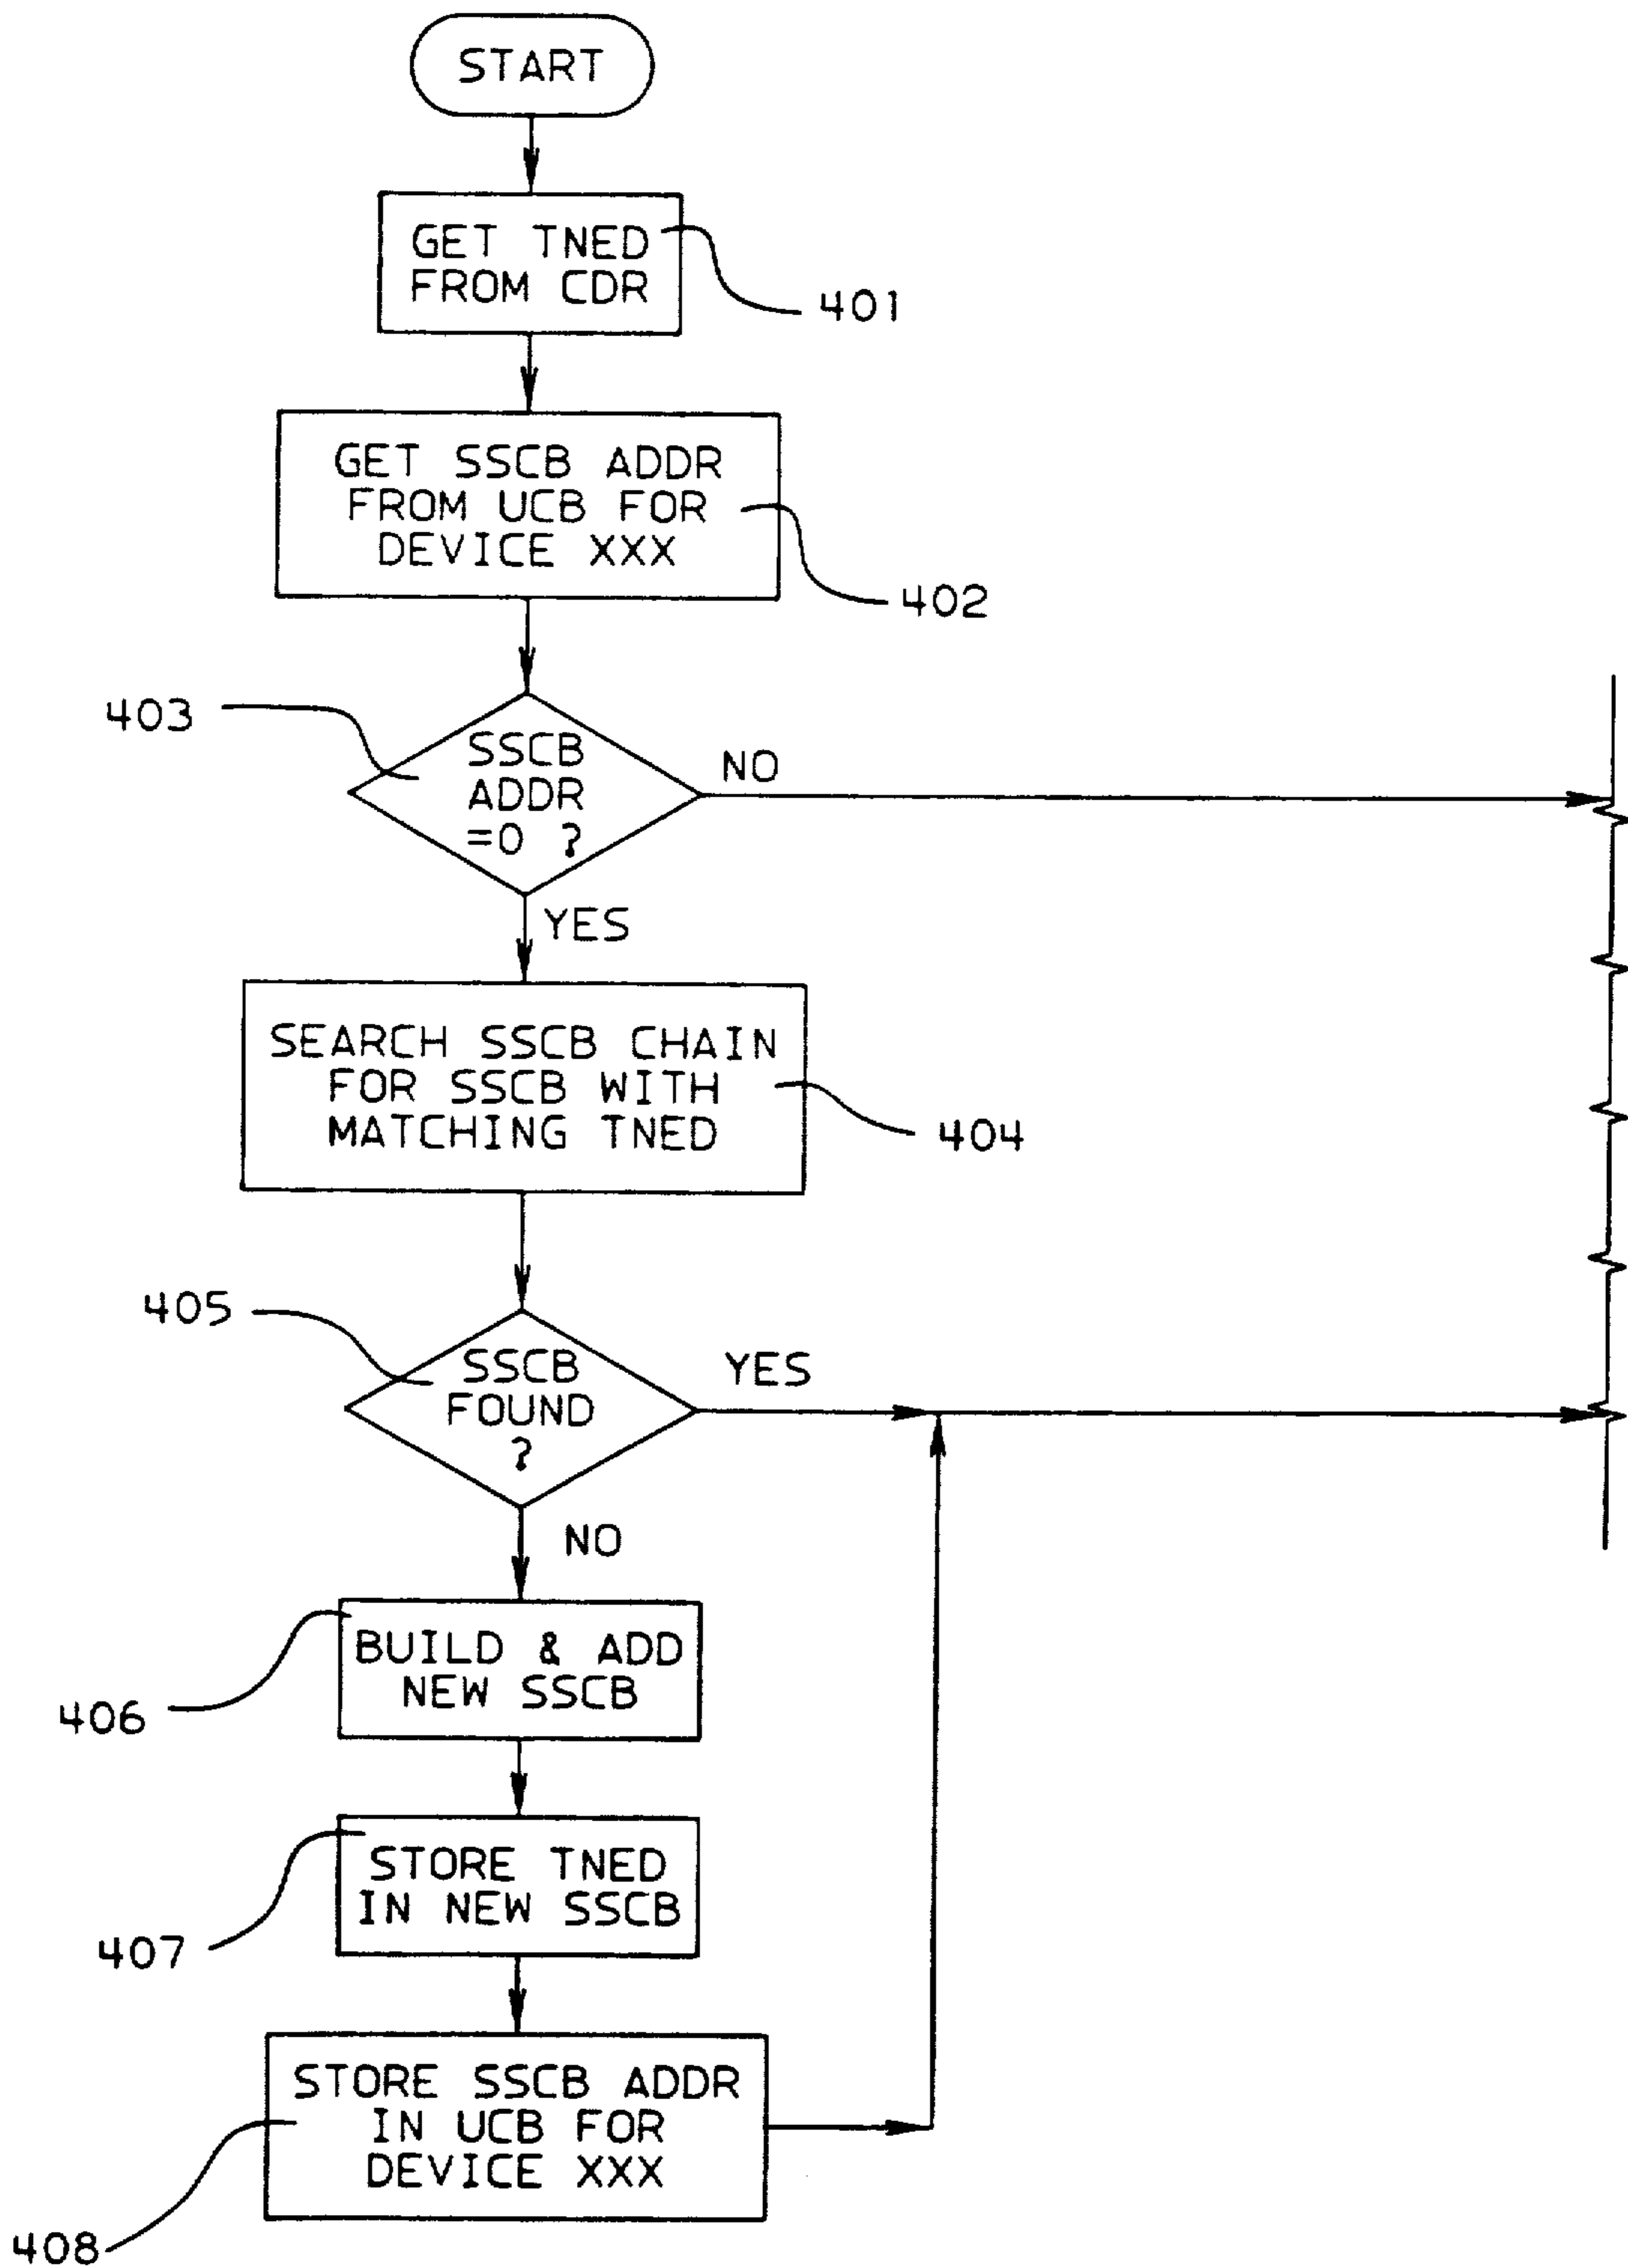 START
GET TNED
FROM CDR
401
GET SSCB ADDR
FROM UCB FOR
DEVICE XXX
402
403
SSCB
ADDR
=0 ?
NO
YES
SEARCH SSCB CHAIN
FOR SSCB WITH
MATCHING TNED
404
405
SSCB
FOUND
?
YES
NO
BUILD & ADD
NEW SSCB
406
STORE TNED
IN NEW SSCB
407
STORE SSCB ADDR
IN UCB FOR
DEVICE XXX
408